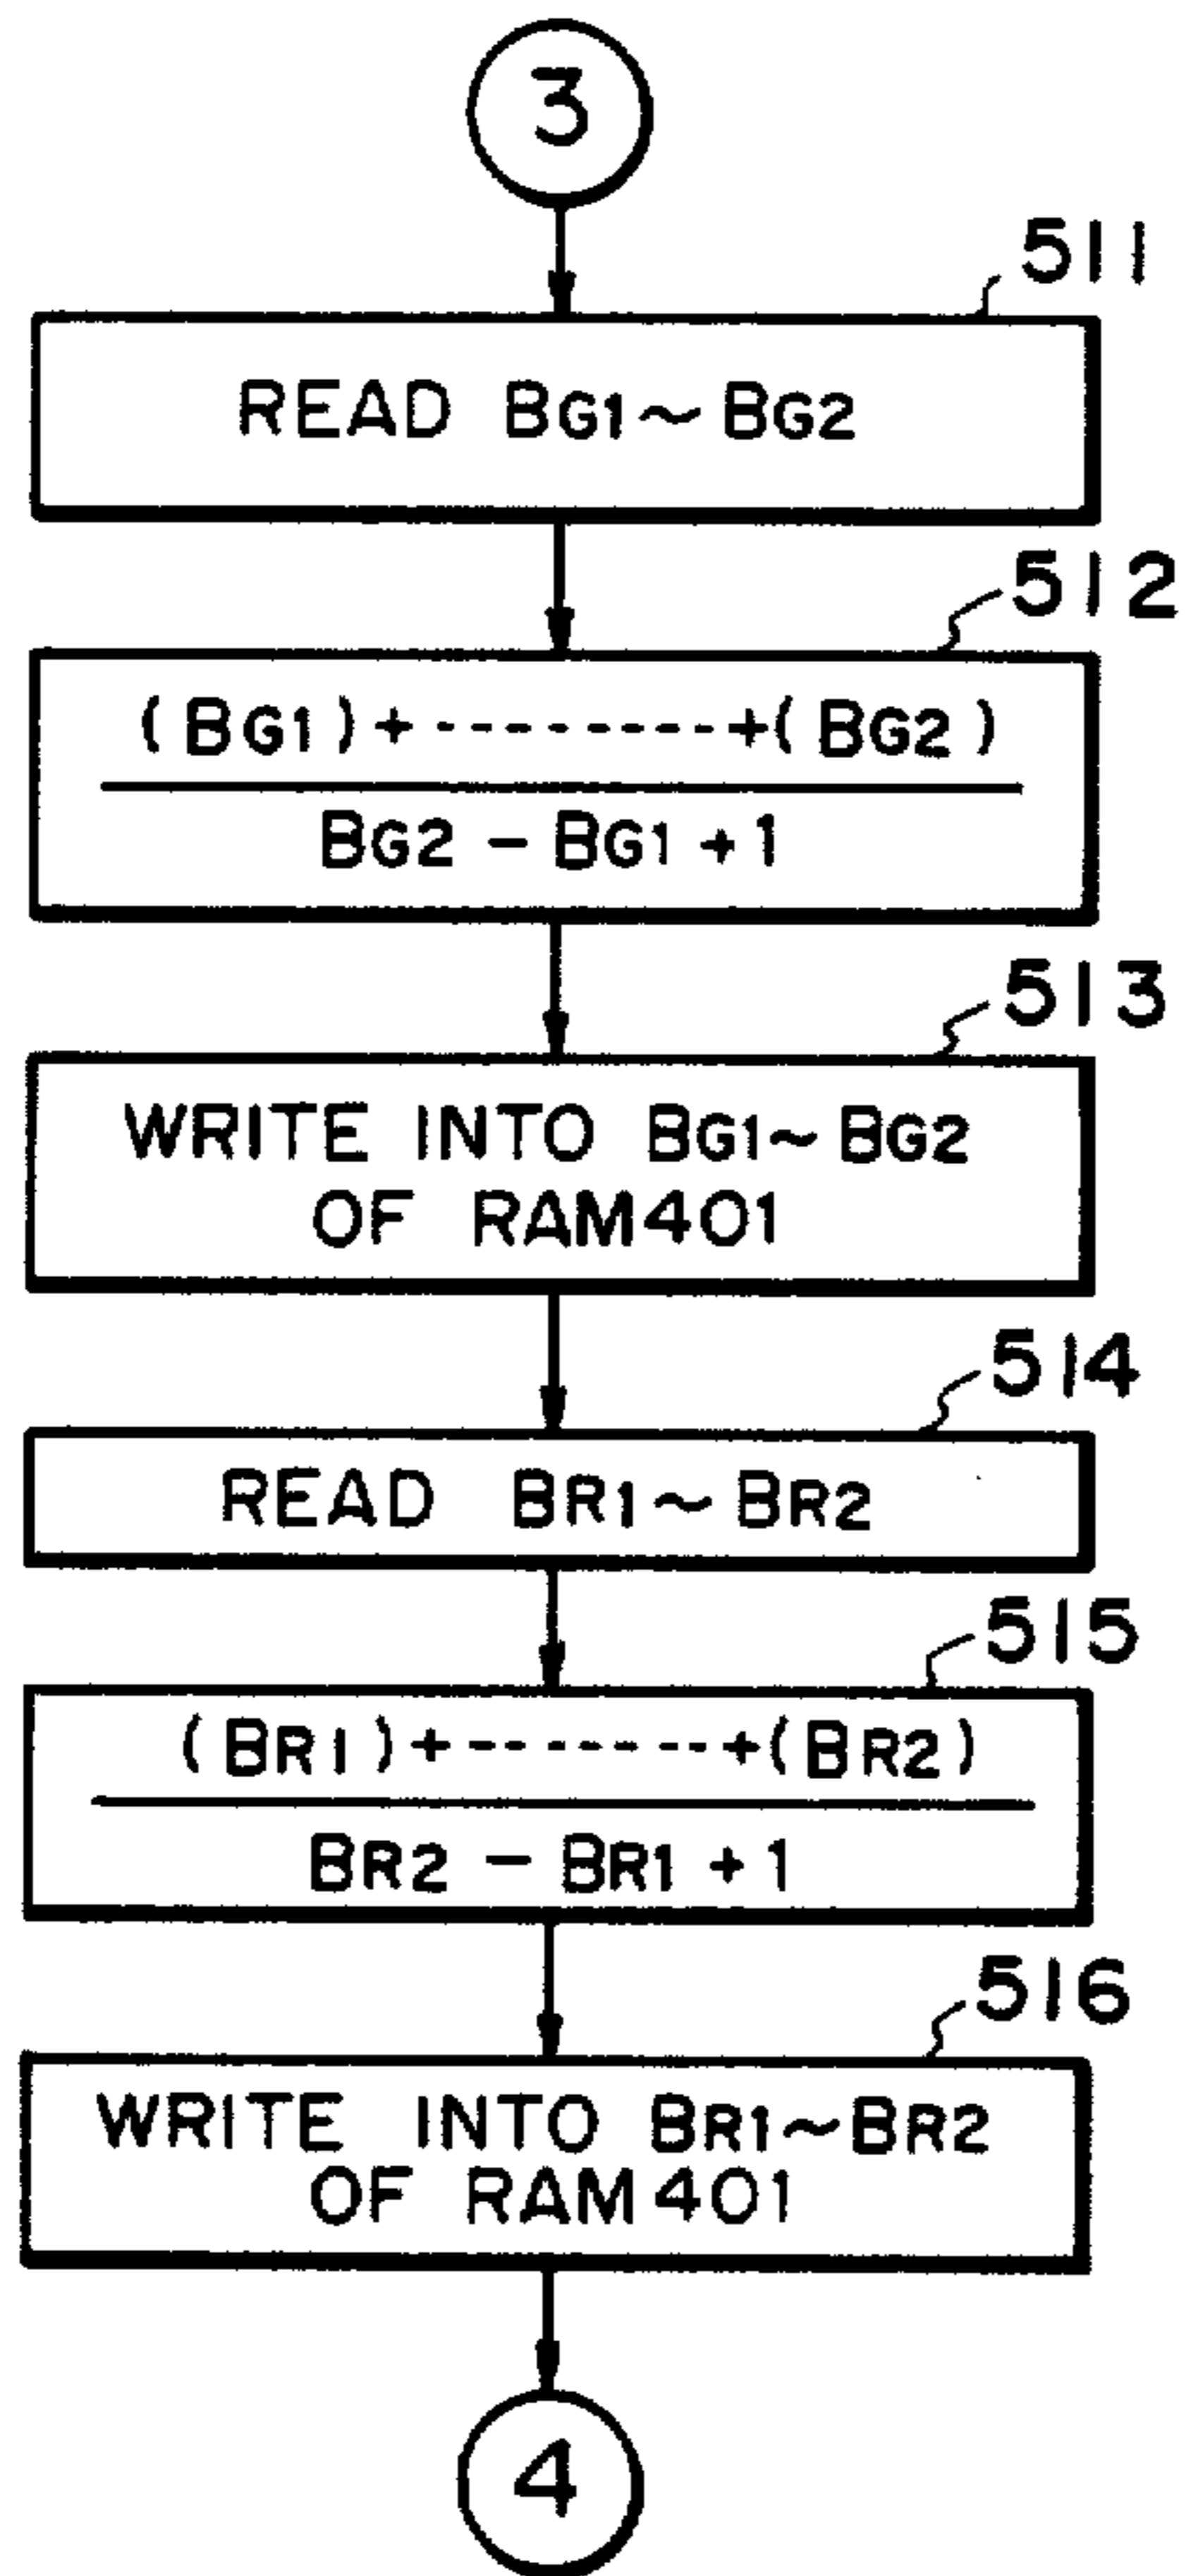 3
511
READ BG1~BG2
512
(BG1)+---------+(BG2)
BG2-BG1+1
513
WRITE INTO BG1~BG2
OF RAM401
514
READ BR1~BR2
515
(BR1)+--------+(BR2)
BR2-BR1+1
516
WRITE INTO BR1~BR2
OF RAM401
4